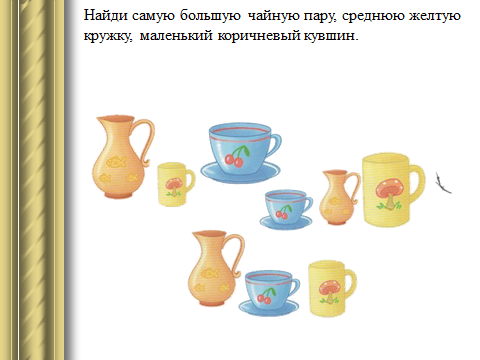 Найди самую большую чайную пару, среднюю желтую
кружку, маленький коричневый кувшин.